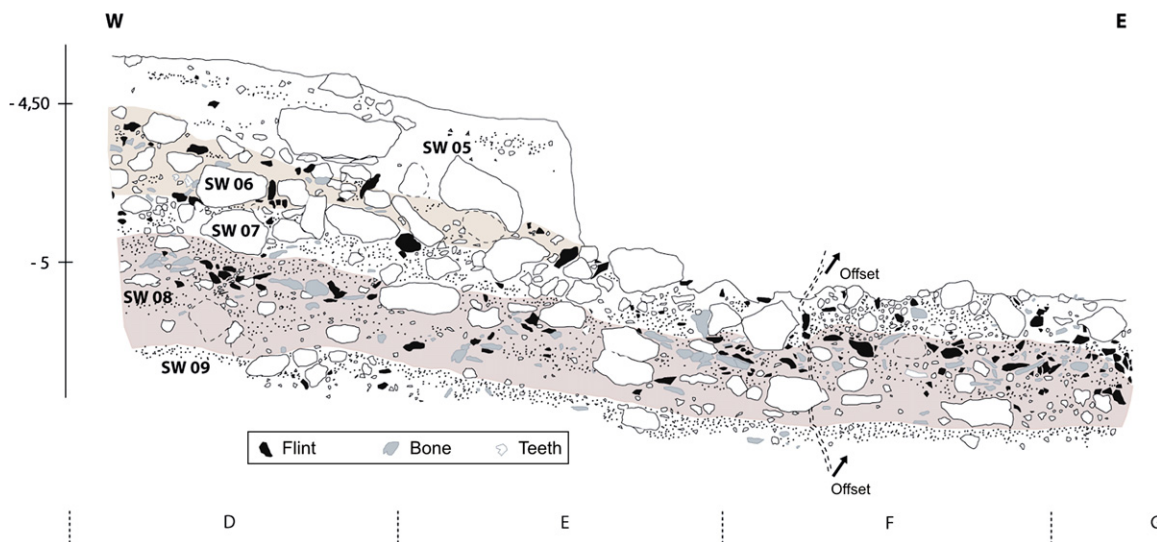 W E
- 4,50
SW 05
SW 06
SW 07
- 5
Offset
SW 08
SW 09
Flint Bone Teeth
Offset
D E F